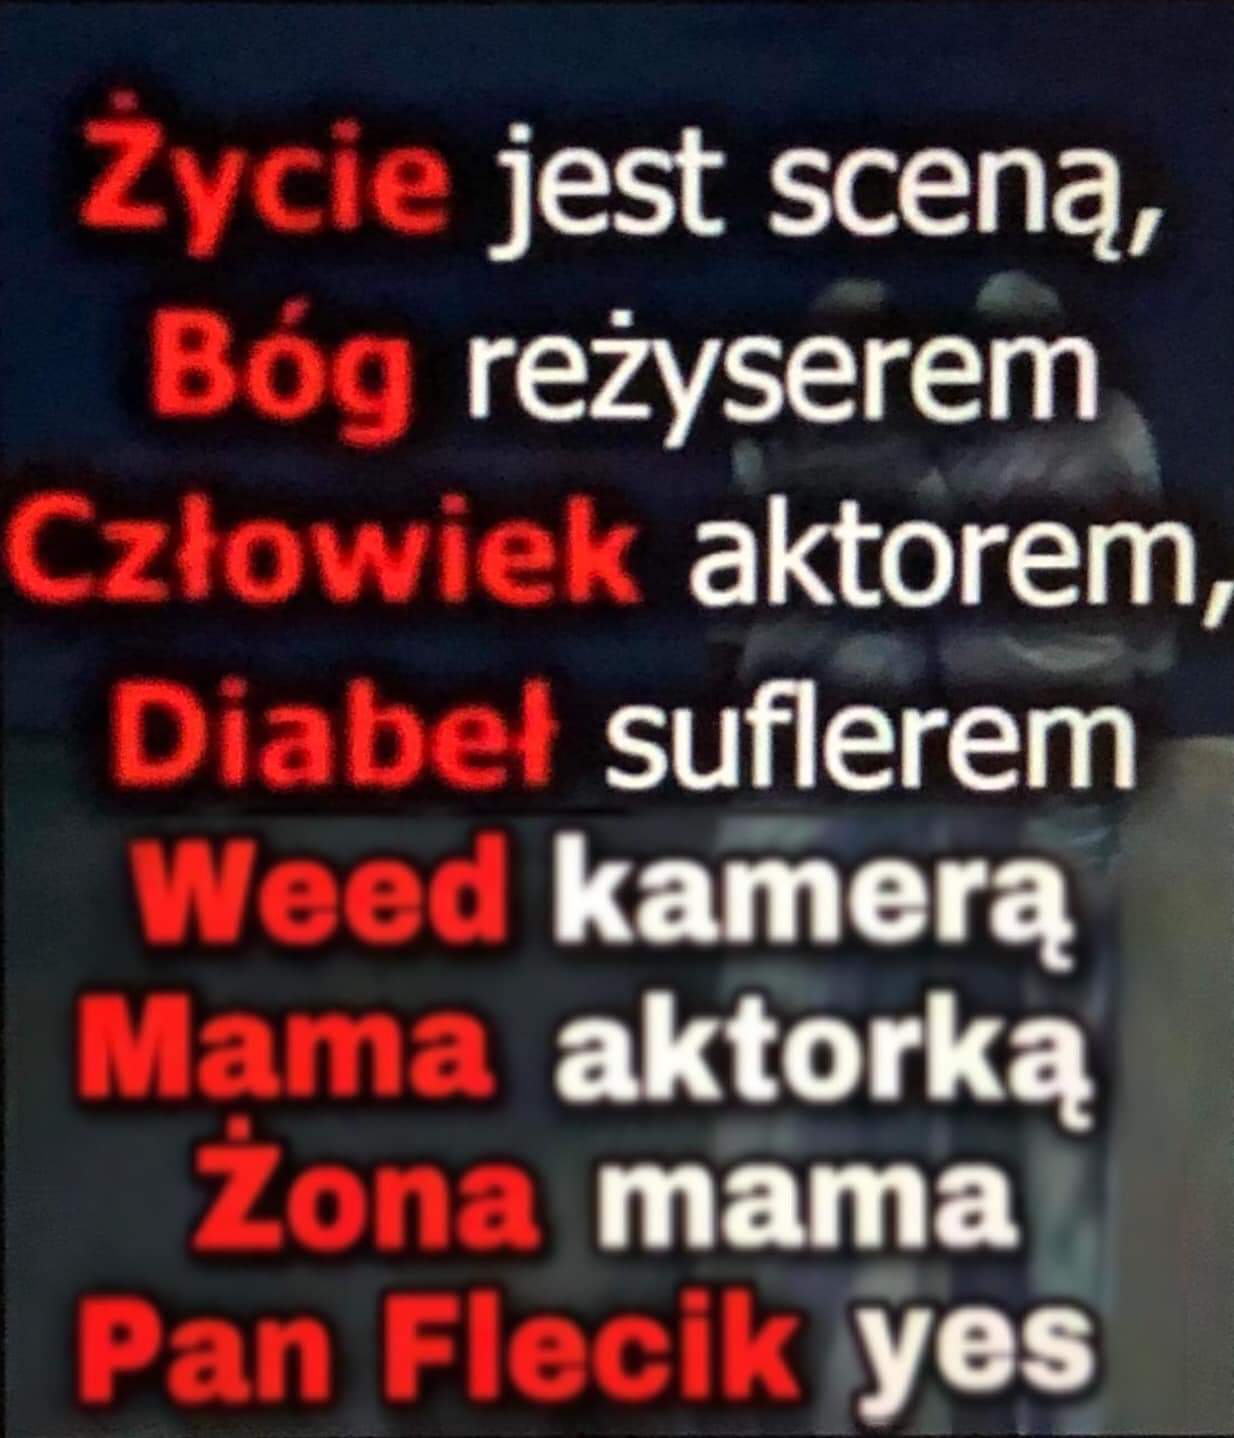 Życie jest sceną,
Bóg reżyserem
Człowiek aktorem,
Diabeł suflerem
Weed kamerą
Mama aktorką
Żona mama
Pan Flecik yes